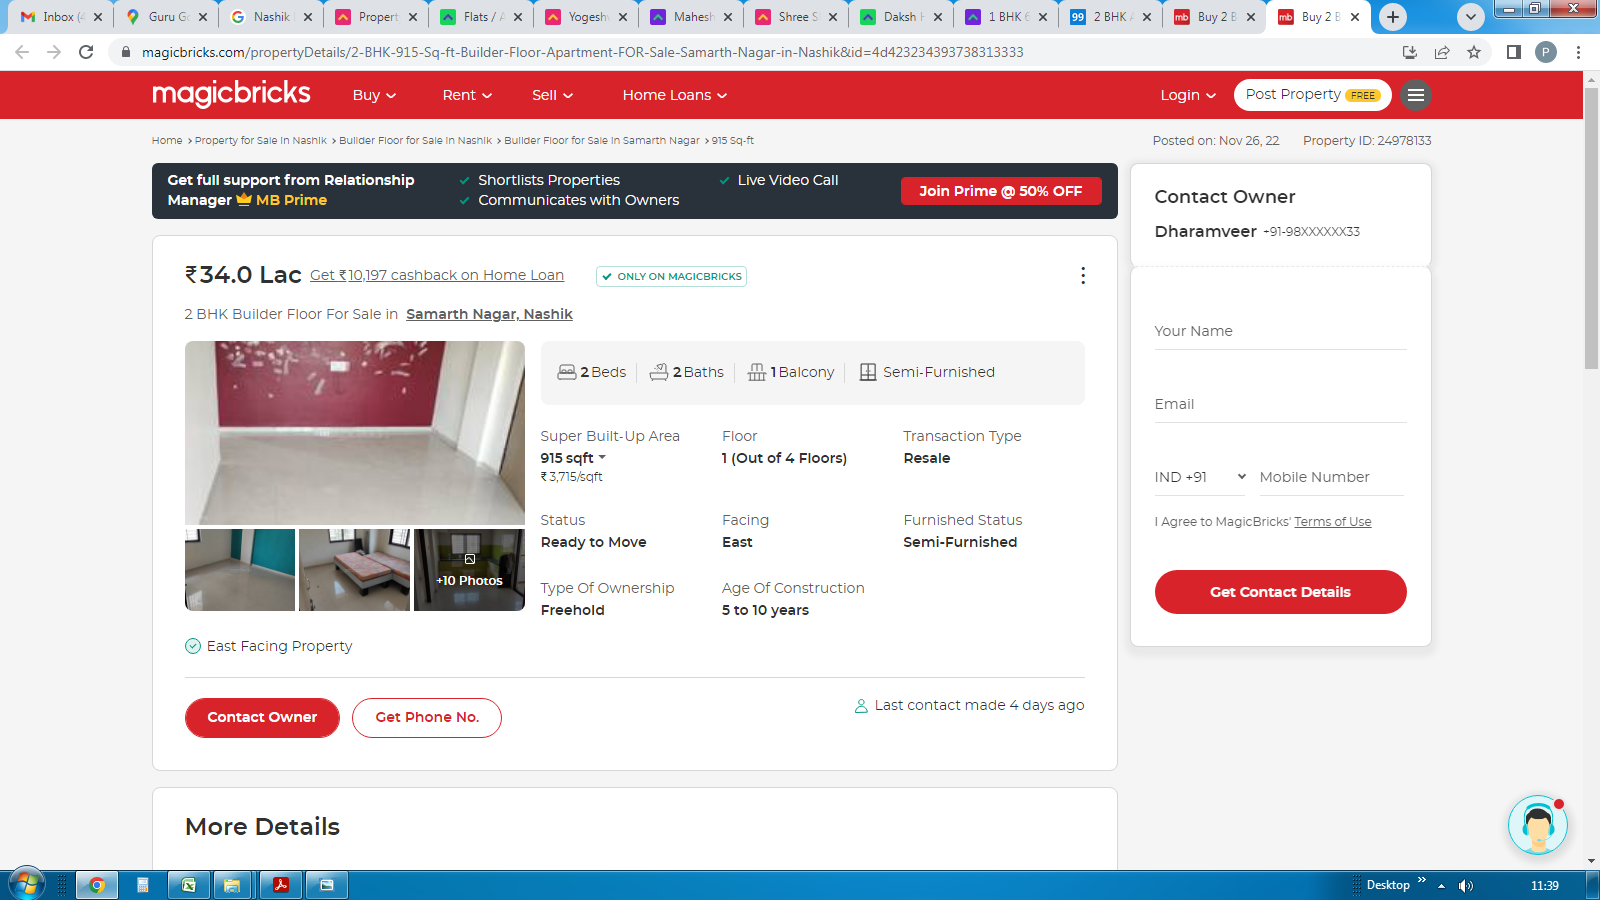 Inbox (4
Guru Go
Nashik
Propert
Flats / A
Yogeshw
Mahesh
Shree S
Daksh H
1 BHK 6
99
2 BHK A
mb
Buy 2 B
mb
Buy 2 B
magicbricks.com/propertyDetails/2-BHK-915-Sq-ft-Builder-Floor-Apartment-FOR-Sale-Samarth-Nagar-in-Nashik&id=4d423234393738313333
P
magicbricks
Buy
Rent
Sell
Home Loans
Login
Post Property FREE
Home > Property for Sale in Nashik > Builder Floor for Sale in Nashik > Builder Floor for Sale in Samarth Nagar > 915 Sq-ft
Posted on: Nov 26, 22 Property ID: 24978133
Get full support from Relationship
Manager MB Prime
Shortlists Properties
Communicates with Owners
Live Video Call
Join Prime @ 50% OFF
₹34.0 Lac Get ₹10,197 cashback on Home Loan
ONLY ON MAGICBRICKS
2 BHK Builder Floor For Sale in Samarth Nagar, Nashik
+10 Photos
2 Beds
2 Baths
1 Balcony
Semi-Furnished
Super Built-Up Area
915 sqft
₹3,715/sqft
Floor
1 (Out of 4 Floors)
Transaction Type
Resale
Status
Ready to Move
Facing
East
Furnished Status
Semi-Furnished
Type Of Ownership
Freehold
Age Of Construction
5 to 10 years
East Facing Property
Contact Owner
Get Phone No.
Last contact made 4 days ago
More Details
Contact Owner
Dharamveer +91-98XXXXXX33
Your Name
Email
IND +91
Mobile Number
I Agree to MagicBricks' Terms of Use
Get Contact Details
Desktop
11:39